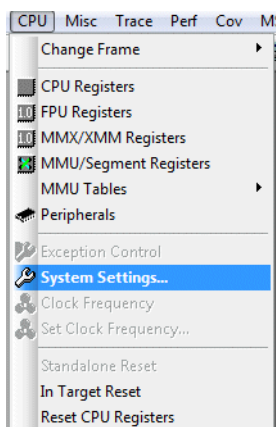 CPU Misc Trace Perf Cov
Change Frame
CPU Registers
FPU Registers
MMX/XMM Registers
MMU/Segment Registers
MMU Tables
Peripherals
Exception Control
System Settings...
Clock Frequency
Set Clock Frequency...
Standalone Reset
In Target Reset
Reset CPU Registers